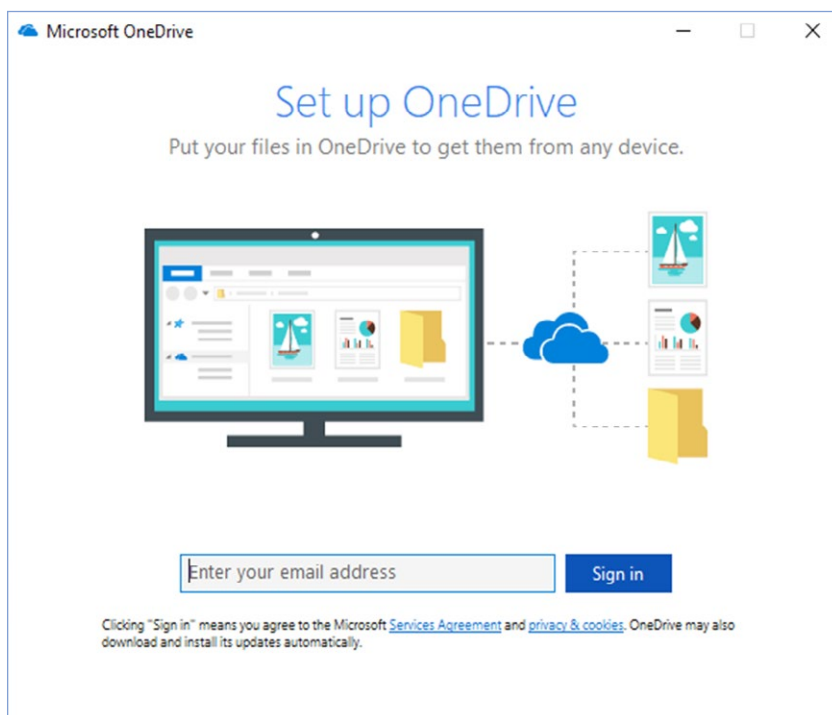 Microsoft OneDrive
Set up OneDrive
Put your files in OneDrive to get them from any device.
Enter your email address
Sign in
Clicking "Sign in" means you agree to the Microsoft Services Agreement and privacy & cookies. OneDrive may also
download and install its updates automatically.